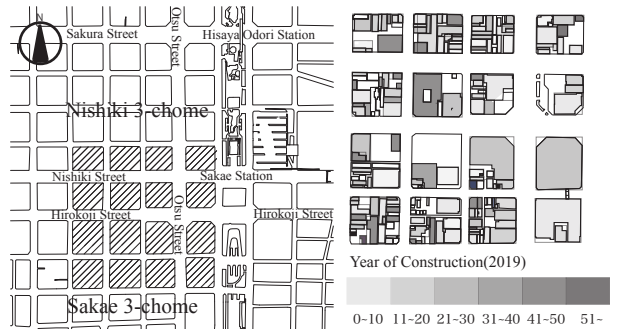 N
Sakura Street
Otsu Street
Hisaya Odori Station
Nishiki 3-chome
Nishiki Street
Sakae Station
Hirokoji Street
Otsu Street
Hirokoji Street
Sakae 3-chome
Year of Construction(2019)
0~10 11~20 21~30 31~40 41~50 51~